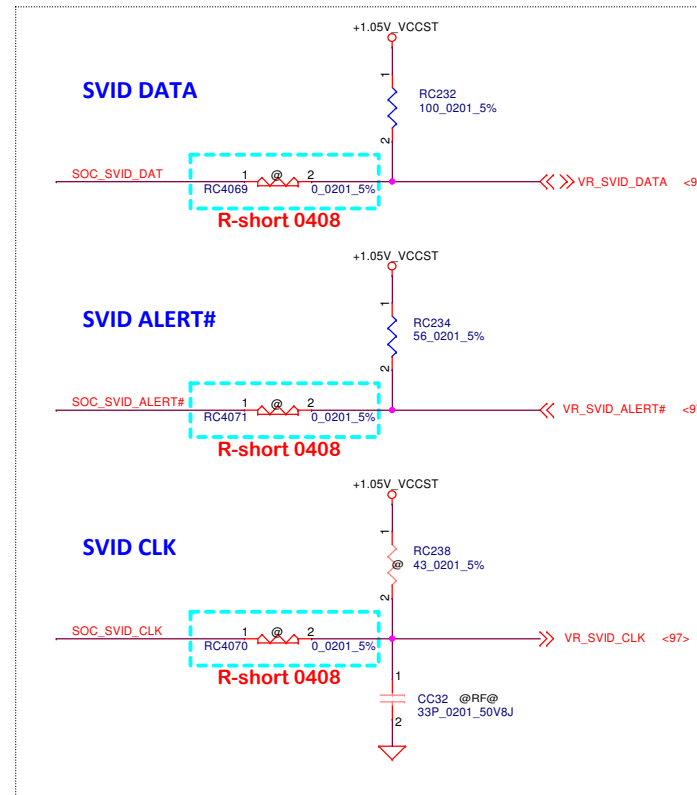 +1.05V_VCCST
SVID DATA
1
RC232
100_0201_5%
2
SOC_SVID_DAT
1
@
2
RC4069
0_0201_5%
VR_SVID_DATA <9
R-short 0408
+1.05V_VCCST
SVID ALERT#
1
RC234
56_0201_5%
2
SOC_SVID_ALERT#
1
@
2
RC4071
0_0201_5%
VR_SVID_ALERT# <9
R-short 0408
+1.05V_VCCST
SVID CLK
1
RC238
@ 43_0201_5%
2
SOC_SVID_CLK
1
@
2
RC4070
0_0201_5%
VR_SVID_CLK <97>
R-short 0408
1
CC32 @RF@
33P_0201_50V8J
2